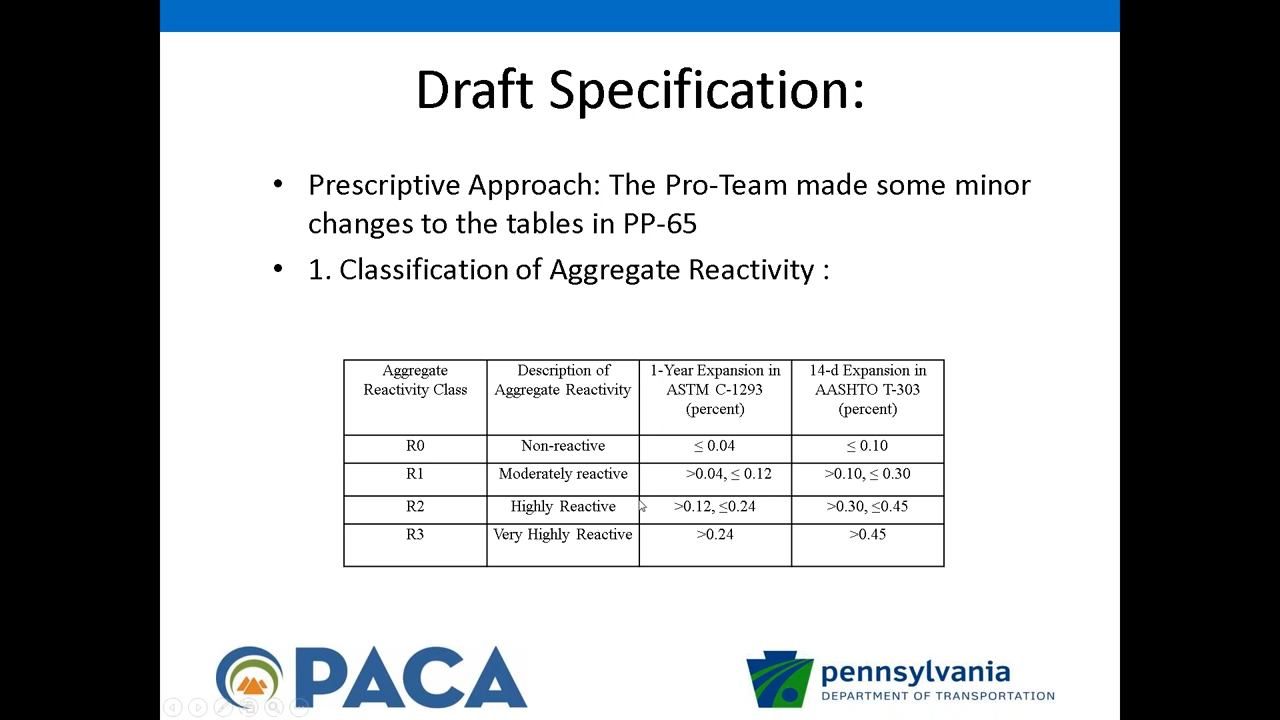 Draft Specification:
• Prescriptive Approach: The Pro-Team made some minor
changes to the tables in PP-65
• 1. Classification of Aggregate Reactivity :
Aggregate Reactivity Class | Description of Aggregate Reactivity | 1-Year Expansion in ASTM C-1293 (percent) | 14-d Expansion in AASHTO T-303 (percent)
R0 | Non-reactive | ≤ 0.04 | ≤ 0.10
R1 | Moderately reactive | >0.04, ≤ 0.12 | >0.10, ≤ 0.30
R2 | Highly Reactive | >0.12, ≤0.24 | >0.30, ≤0.45
R3 | Very Highly Reactive | >0.24 | >0.45
PACA
pennsylvania
DEPARTMENT OF TRANSPORTATION